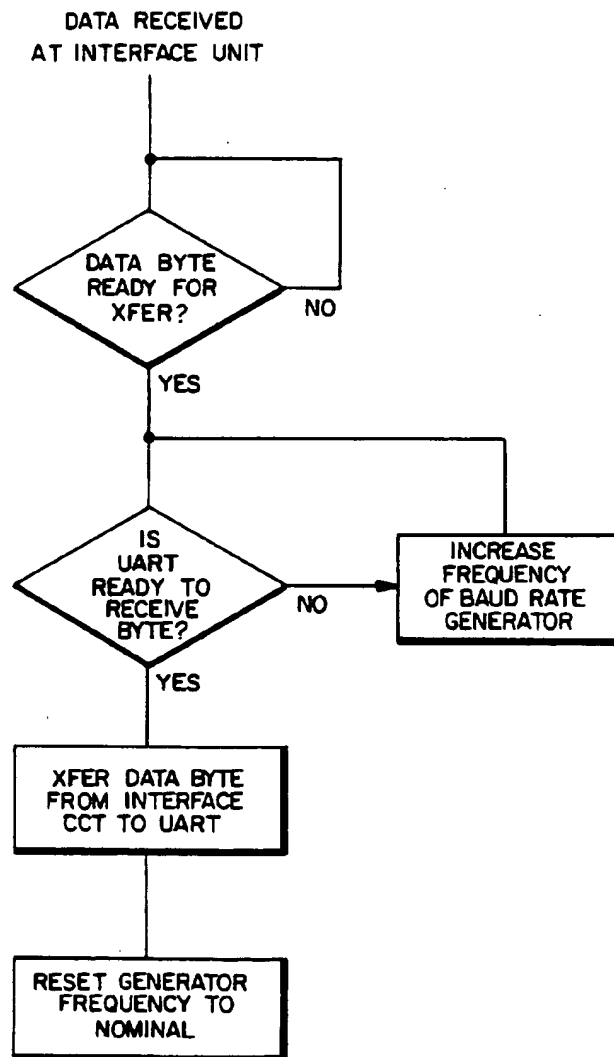 DATA RECEIVED
AT INTERFACE UNIT
DATA BYTE
READY FOR
XFER?
NO
YES
IS
UART
READY TO
RECEIVE
BYTE?
NO
INCREASE
FREQUENCY
OF BAUD RATE
GENERATOR
YES
XFER DATA BYTE
FROM INTERFACE
CCT TO UART
RESET GENERATOR
FREQUENCY TO
NOMINAL